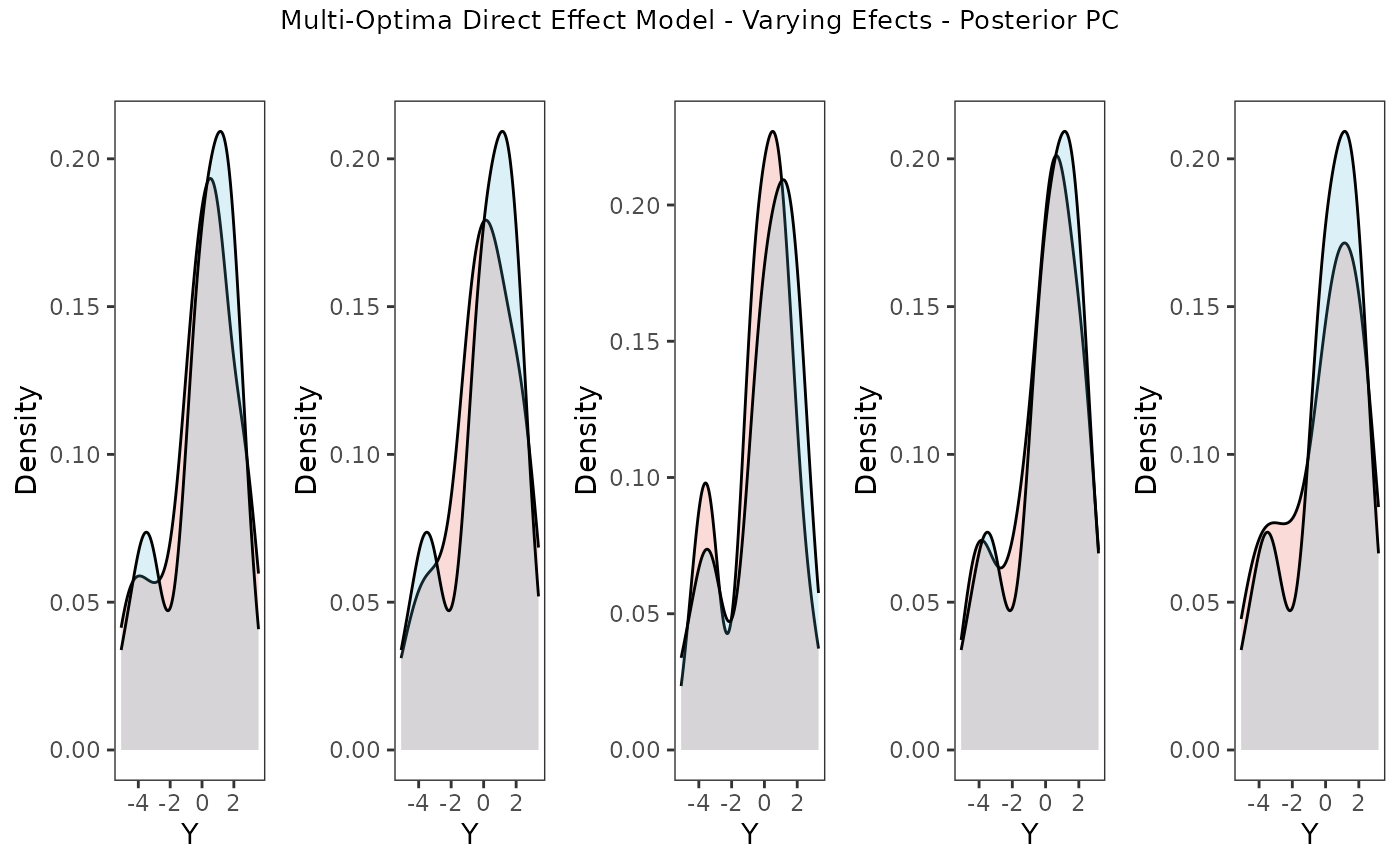 Multi-Optima Direct Effect Model - Varying Efects - Posterior PC
0.20 0.20 0.20 0.20 0.20
0.15 0.15 0.15 0.15 0.15
0.10 0.10 0.10 0.10 0.10
0.05 0.05 0.05 0.05 0.05
0.00 0.00 0.00 0.00 0.00
Density Density Density Density Density
-4 -2 0 2 -4 -2 0 2 -4 -2 0 2 -4 -2 0 2 -4 -2 0 2
Y Y Y Y Y